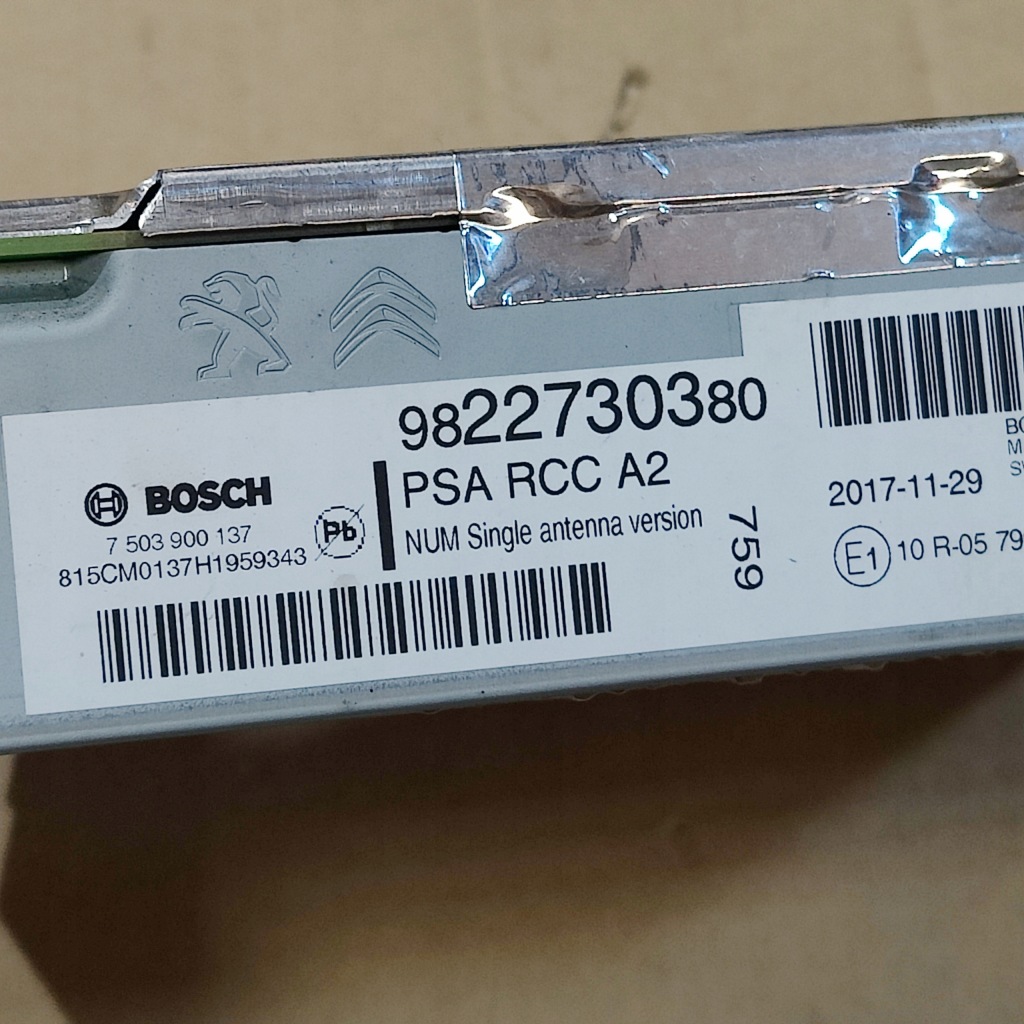 9822730380
BOSCH
PSA RCC A2
7 503 900 137
Pb
NUM Single antenna version
815CM0137H1959343
759
2017-11-29
E1 10 R-05 79